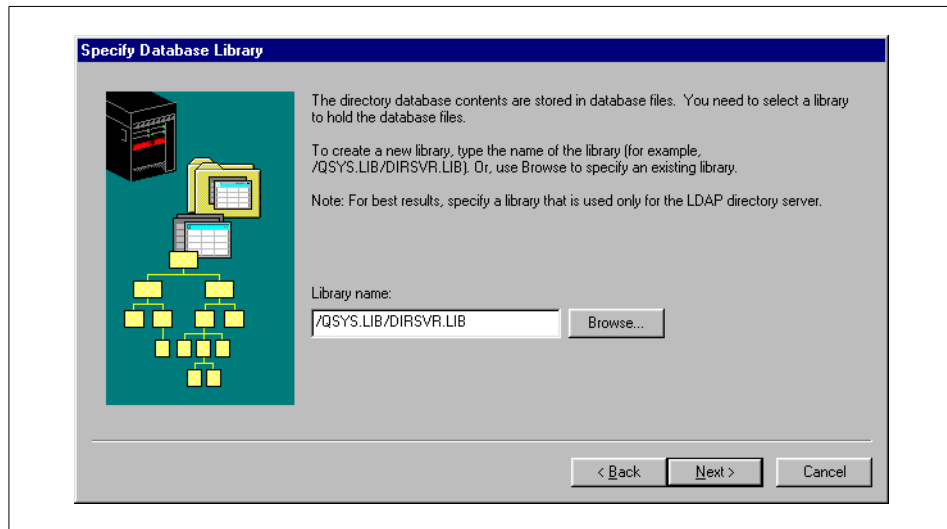 Specify Database Library
The directory database contents are stored in database files. You need to select a library
to hold the database files.
To create a new library, type the name of the library (for example,
/QSYS.LIB/DIRSVR.LIB). Or, use Browse to specify an existing library.
Note: For best results, specify a library that is used only for the LDAP directory server.
Library name:
/QSYS.LIB/DIRSVR.LIB
Browse...
< Back
Next >
Cancel